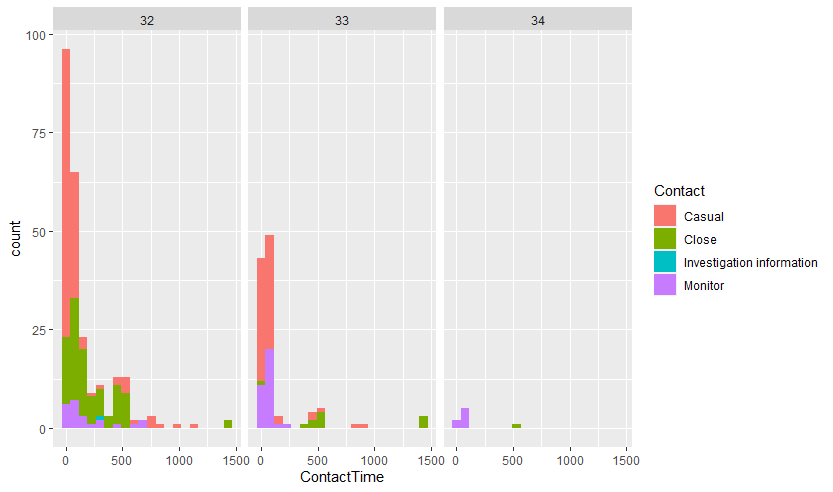 32 33 34
100
75
50
25
0
0 500 1000 1500 0 500 1000 1500 0 500 1000 1500
ContactTime
count
Contact
Casual
Close
Investigation information
Monitor